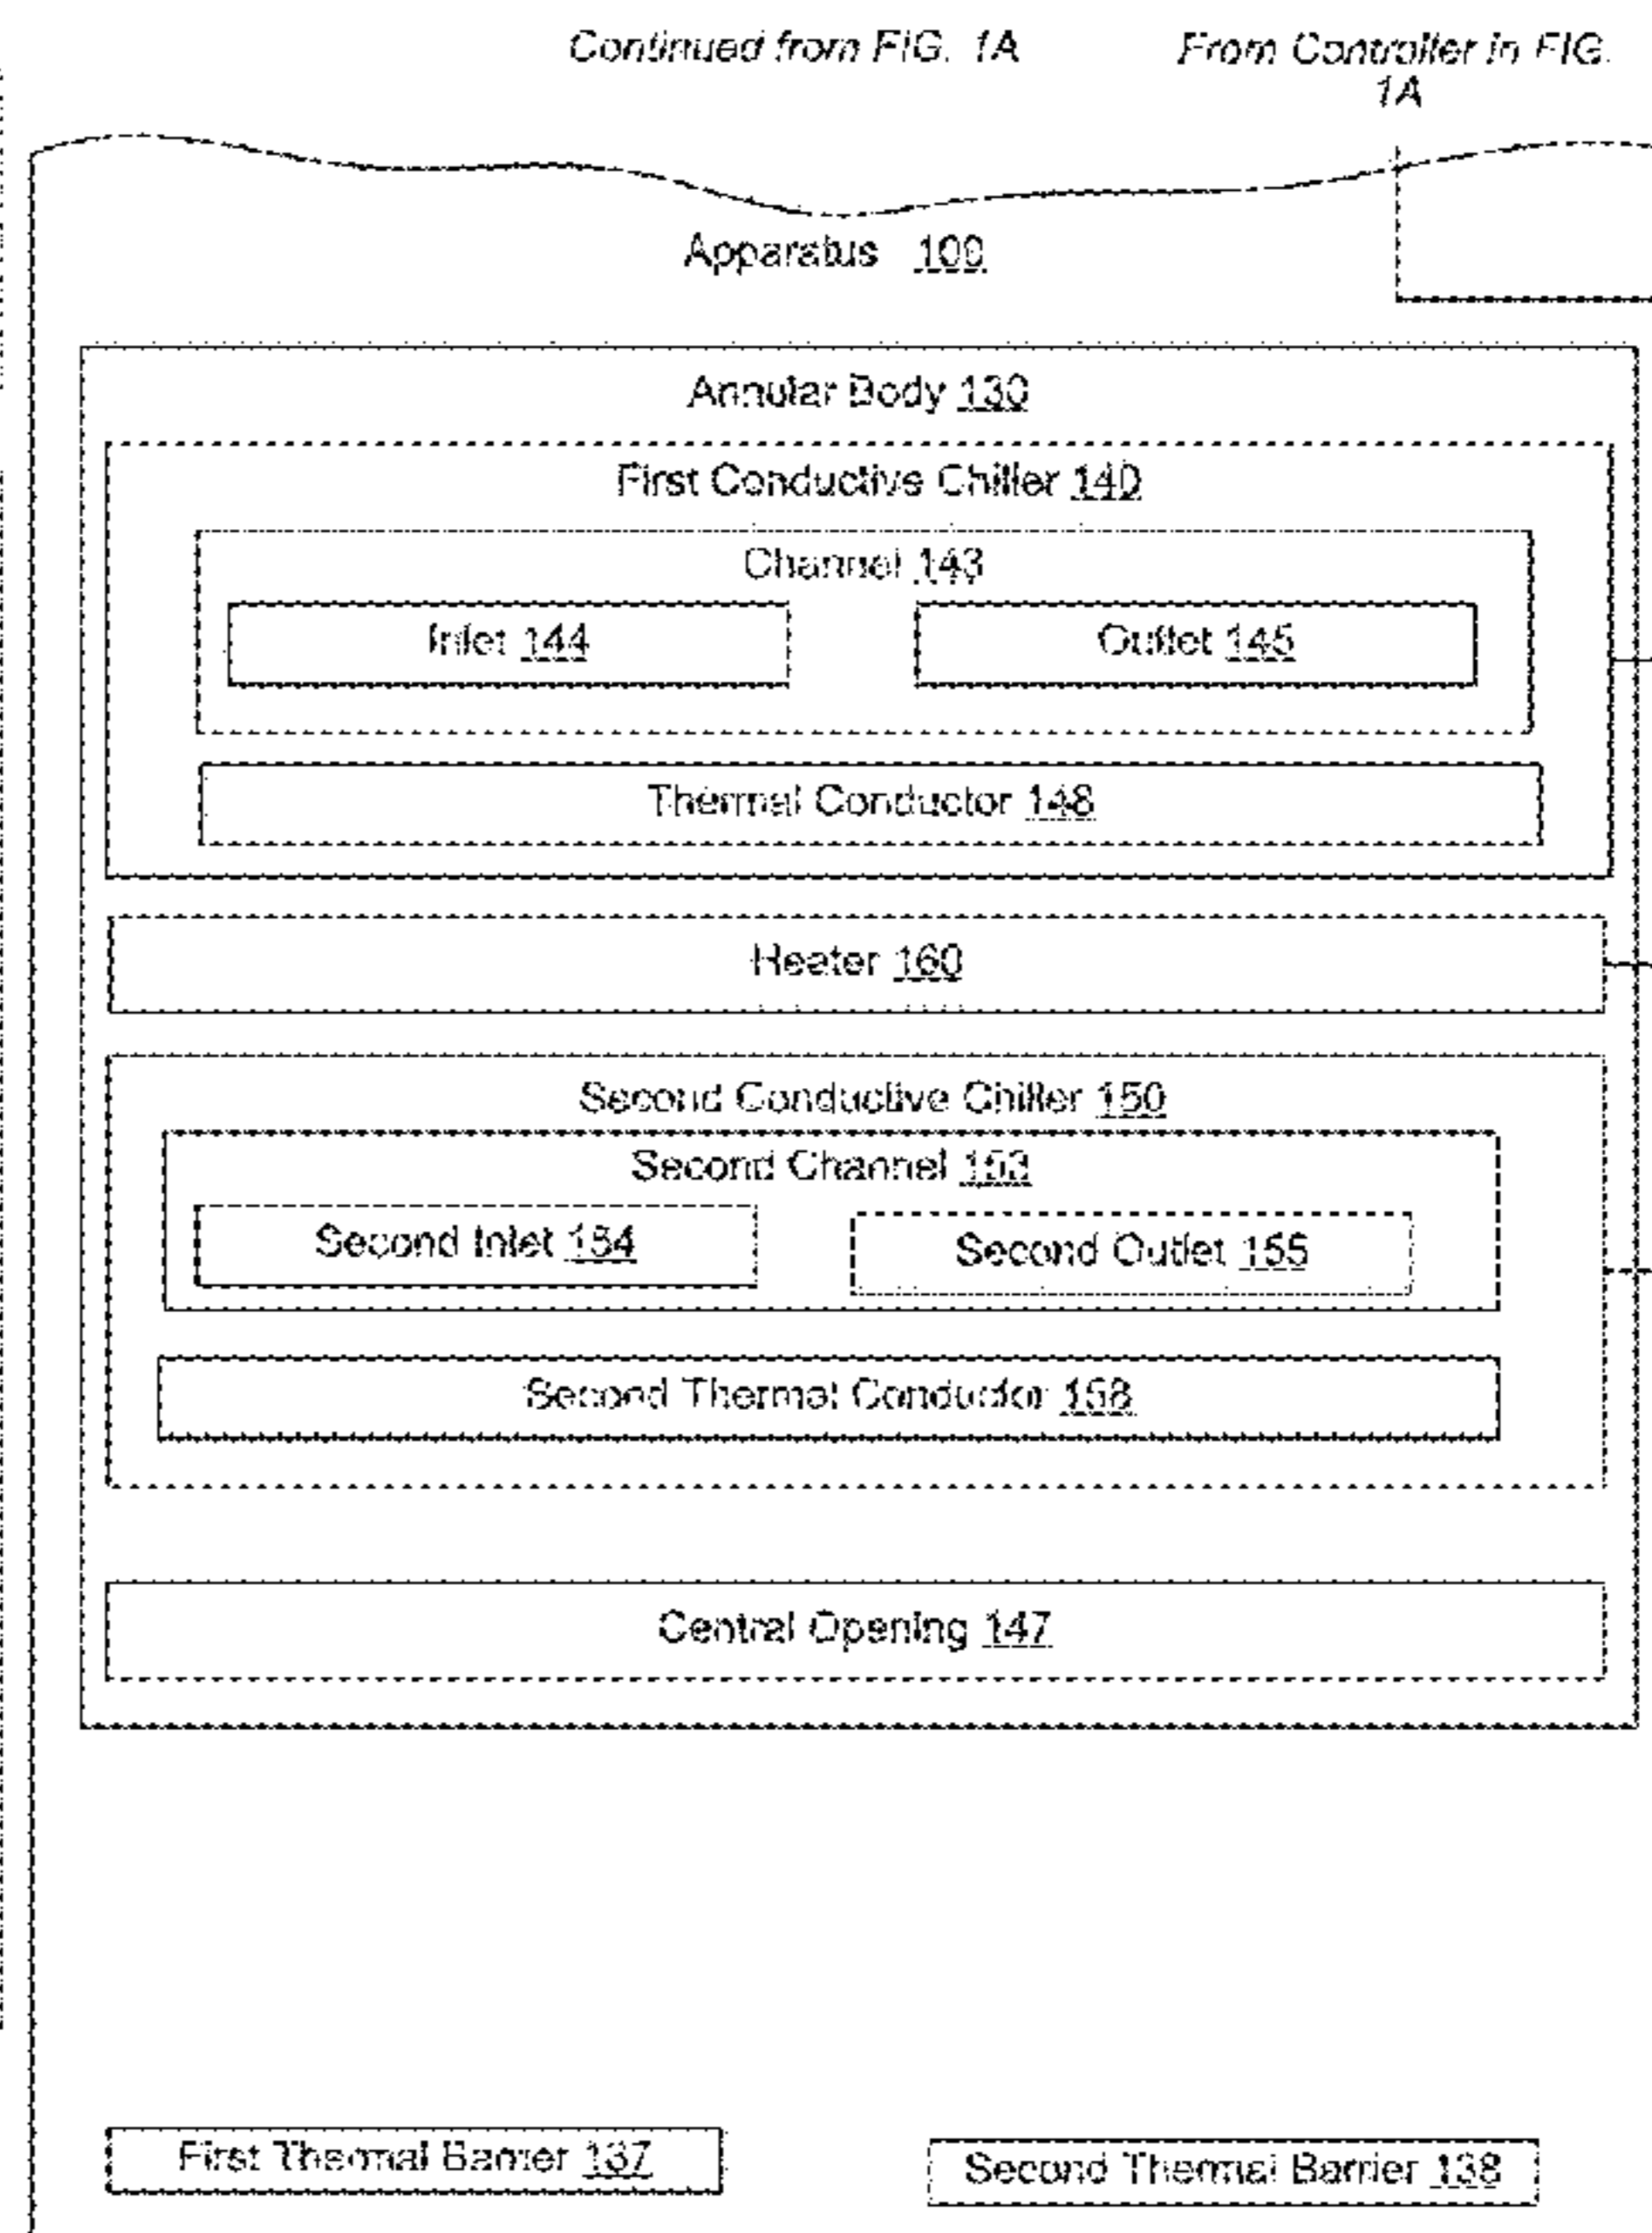 Continued from FIG. 1A
From Controller in FIG.
1A
Apparatus 100
Annular Body 130
First Conductive Chiller 140
Channel 143
Inlet 144
Outlet 145
Thermal Conductor 148
Heater 160
Second Conductive Chiller 150
Second Channel 153
Second Inlet 154
Second Outlet 155
Second Thermal Conductor 158
Central Opening 147
First Thermal Barrier 137
Second Thermal Barrier 138